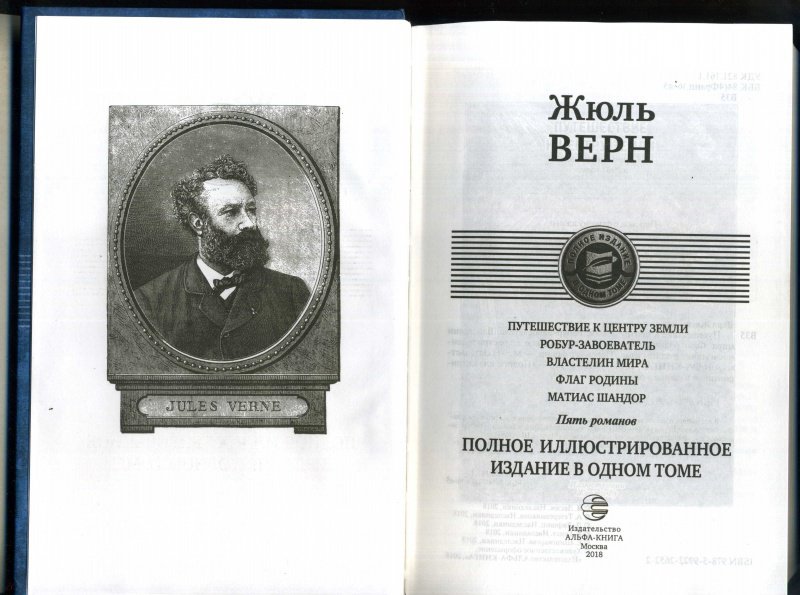 JULES VERNE
Жюль
ВЕРН
ПОЛНОЕ ИЗДАНИЕ
В ОДНОМ ТОМЕ
ПУТЕШЕСТВИЕ К ЦЕНТРУ ЗЕМЛИ
РОБУР-ЗАВОЕВАТЕЛЬ
ВЛАСТЕЛИН МИРА
ФЛАГ РОДИНЫ
МАТИАС ШАНДОР
Пять романов
ПОЛНОЕ ИЛЛЮСТРИРОВАННОЕ
ИЗДАНИЕ В ОДНОМ ТОМЕ
Издательство
АЛЬФА-КНИГА
Москва
2018